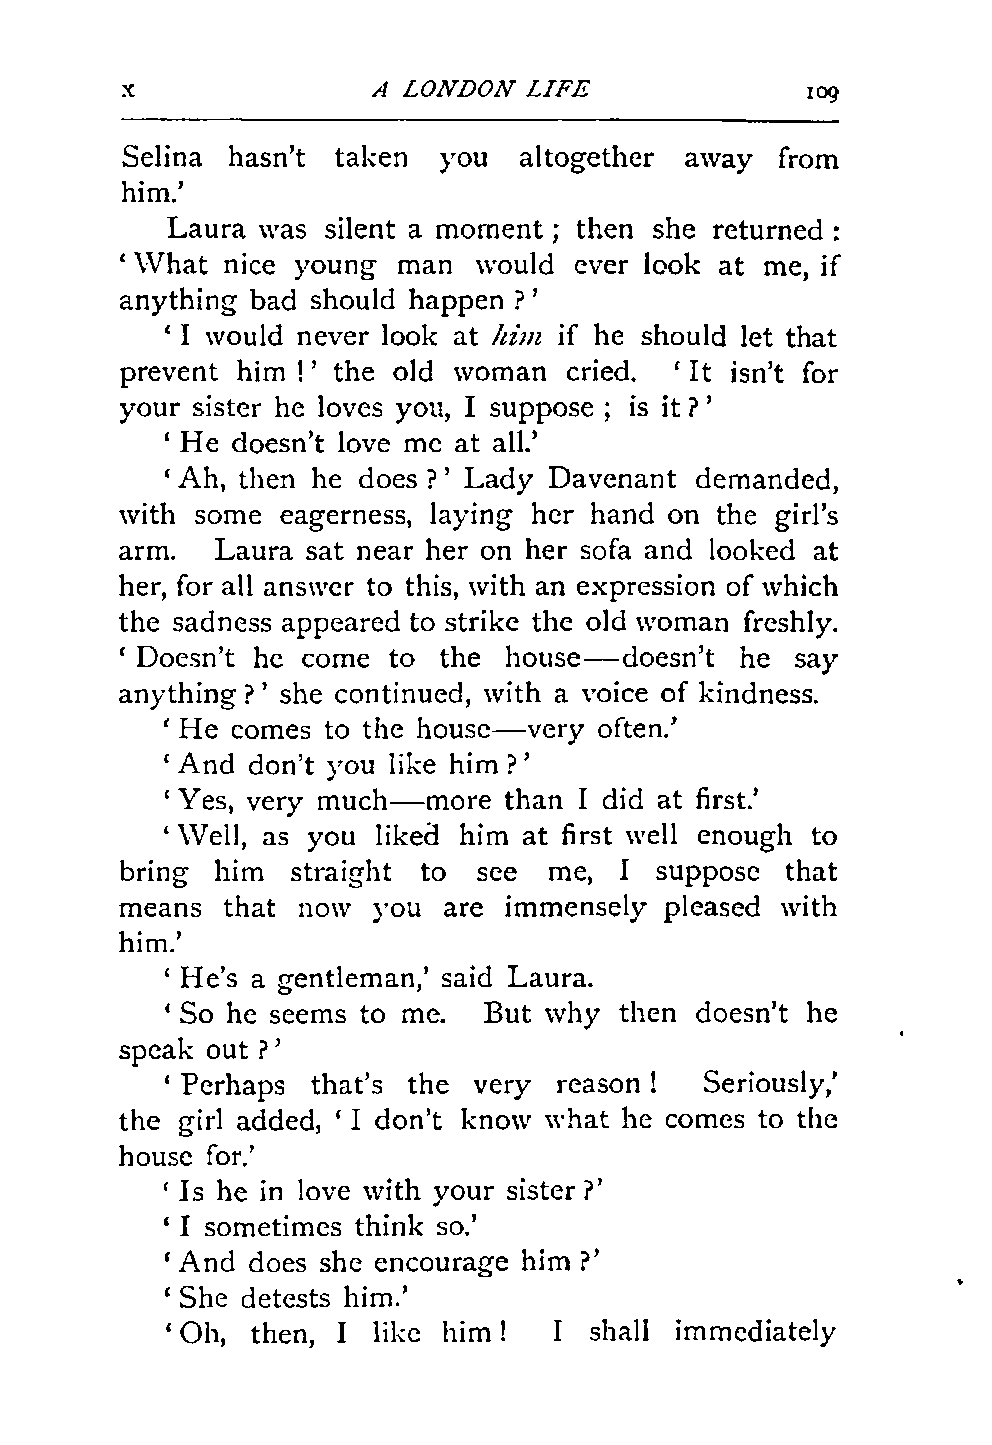 x A LONDON LIFE 109
Selina hasn't taken you altogether away from
him.'
Laura was silent a moment ; then she returned :
‘ What nice young man would ever look at me, if
anything bad should happen ? ’
‘ I would never look at him if he should let that
prevent him ! ’ the old woman cried. ‘ It isn't for
your sister he loves you, I suppose ; is it ? ’
‘ He doesn't love me at all.’
‘ Ah, then he does ? ’ Lady Davenant demanded,
with some eagerness, laying her hand on the girl's
arm. Laura sat near her on her sofa and looked at
her, for all answer to this, with an expression of which
the sadness appeared to strike the old woman freshly.
‘ Doesn't he come to the house—doesn't he say
anything ? ’ she continued, with a voice of kindness.
‘ He comes to the house—very often.’
‘ And don't you like him ? ’
‘ Yes, very much—more than I did at first.’
‘ Well, as you liked him at first well enough to
bring him straight to see me, I suppose that
means that now you are immensely pleased with
him.’
‘ He's a gentleman,’ said Laura.
‘ So he seems to me. But why then doesn't he
speak out ? ’
‘ Perhaps that's the very reason ! Seriously,’
the girl added, ‘ I don't know what he comes to the
house for.’
‘ Is he in love with your sister ?’
‘ I sometimes think so.’
‘ And does she encourage him ?’
‘ She detests him.’
‘ Oh, then, I like him ! I shall immediately